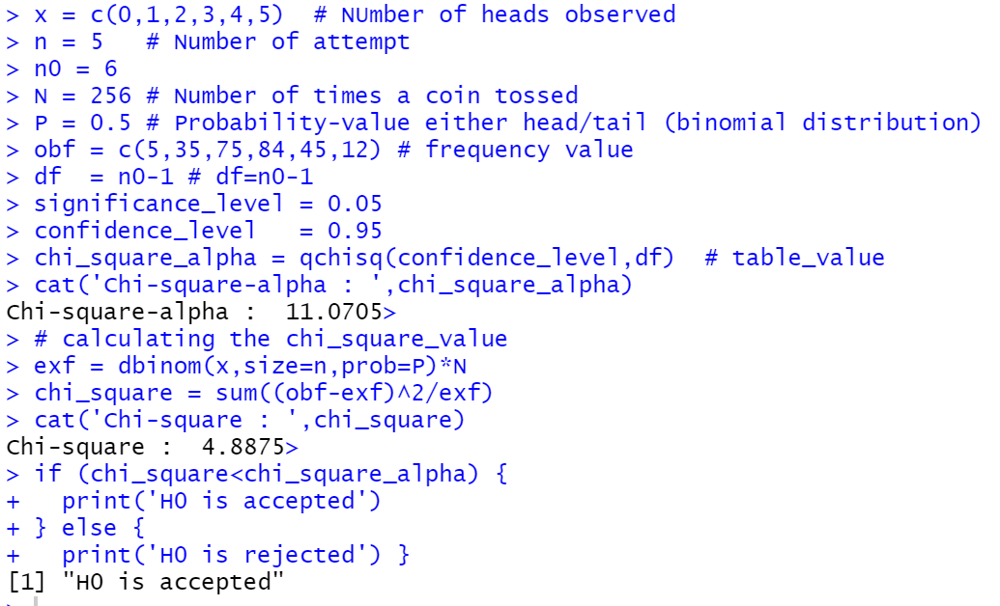 > x = c(0,1,2,3,4,5)  # NUmber of heads observed
> n = 5   # Number of attempt
> n0 = 6
> N = 256 # Number of times a coin tossed
> P = 0.5 # Probability-value either head/tail (binomial distribution)
> obf = c(5,35,75,84,45,12) # frequency value
> df  = n0-1 # df=n0-1
> significance_level = 0.05
> confidence_level   = 0.95
> chi_square_alpha = qchisq(confidence_level,df)  # table_value
> cat('Chi-square-alpha : ',chi_square_alpha)
Chi-square-alpha :  11.0705>
> # calculating the chi_square_value
> exf = dbinom(x,size=n,prob=P)*N
> chi_square = sum((obf-exf)^2/exf)
> cat('Chi-square : ',chi_square)
Chi-square :  4.8875>
> if (chi_square<chi_square_alpha) {
+   print('H0 is accepted')
+ } else {
+   print('H0 is rejected') }
[1] "H0 is accepted"
>